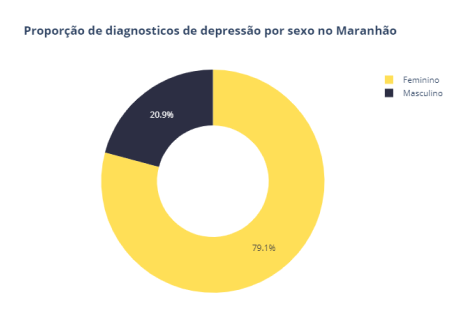 Proporção de diagnosticos de depressão por sexo no Maranhão
Feminino
Masculino
20.9%
79.1%